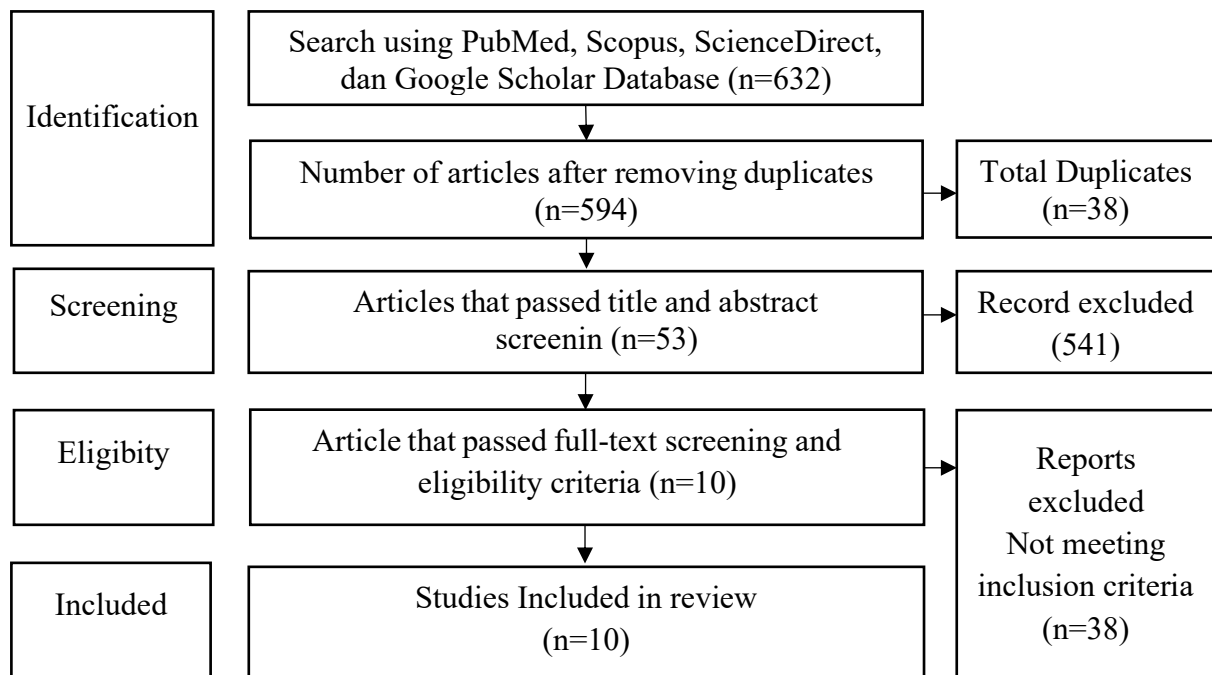 Identification
Search using PubMed, Scopus, ScienceDirect,
dan Google Scholar Database (n=632)
Number of articles after removing duplicates
(n=594)
Total Duplicates
(n=38)
Screening
Articles that passed title and abstract
screenin (n=53)
Record excluded
(541)
Eligibity
Article that passed full-text screening and
eligibility criteria (n=10)
Reports
excluded
Not meeting
inclusion criteria
(n=38)
Included
Studies Included in review
(n=10)